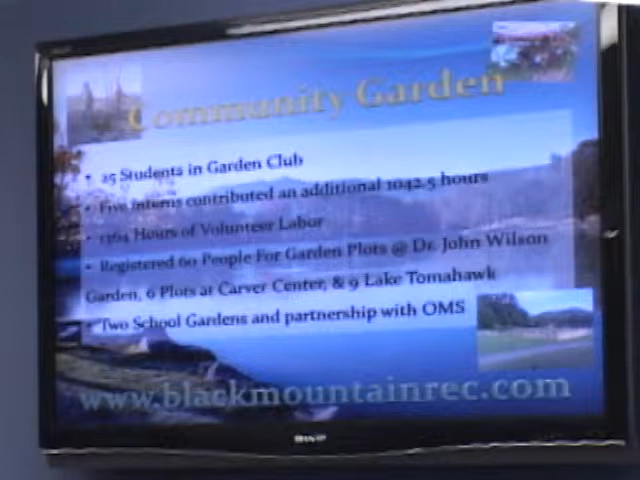 Community Garden
• 25 Students in Garden Club
• Five interns contributed an additional 1042.5 hours
• 1364 Hours of Volunteer Labor
• Registered 60 People For Garden Plots @ Dr. John Wilson
Garden, 6 Plots at Carver Center, & 9 Lake Tomahawk
• Two School Gardens and partnership with OMS
www.blackmountainrec.com
SHARP